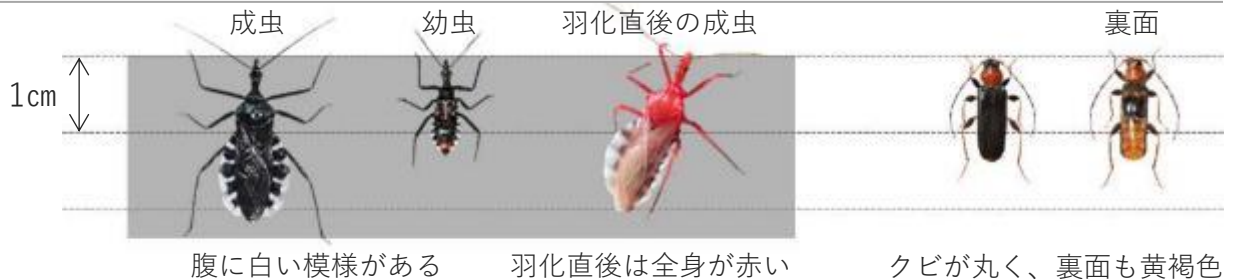 成虫
幼虫
羽化直後の成虫
裏面
1cm
腹に白い模様がある
羽化直後は全身が赤い
クビが丸く、裏面も黄褐色